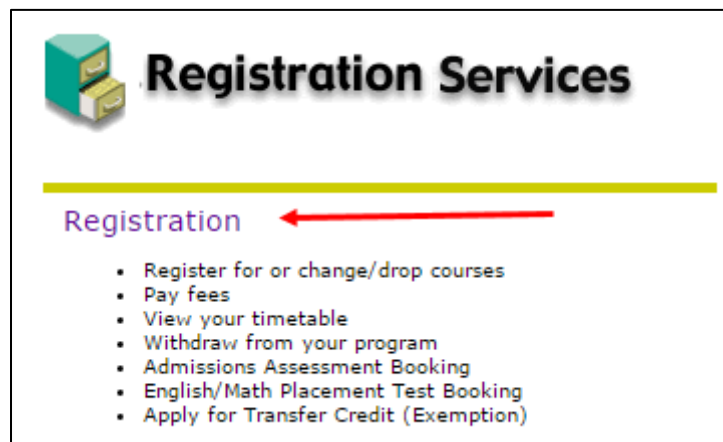 Registration Services
Registration
Register for or change/drop courses
Pay fees
View your timetable
Withdraw from your program
Admissions Assessment Booking
English/Math Placement Test Booking
Apply for Transfer Credit (Exemption)